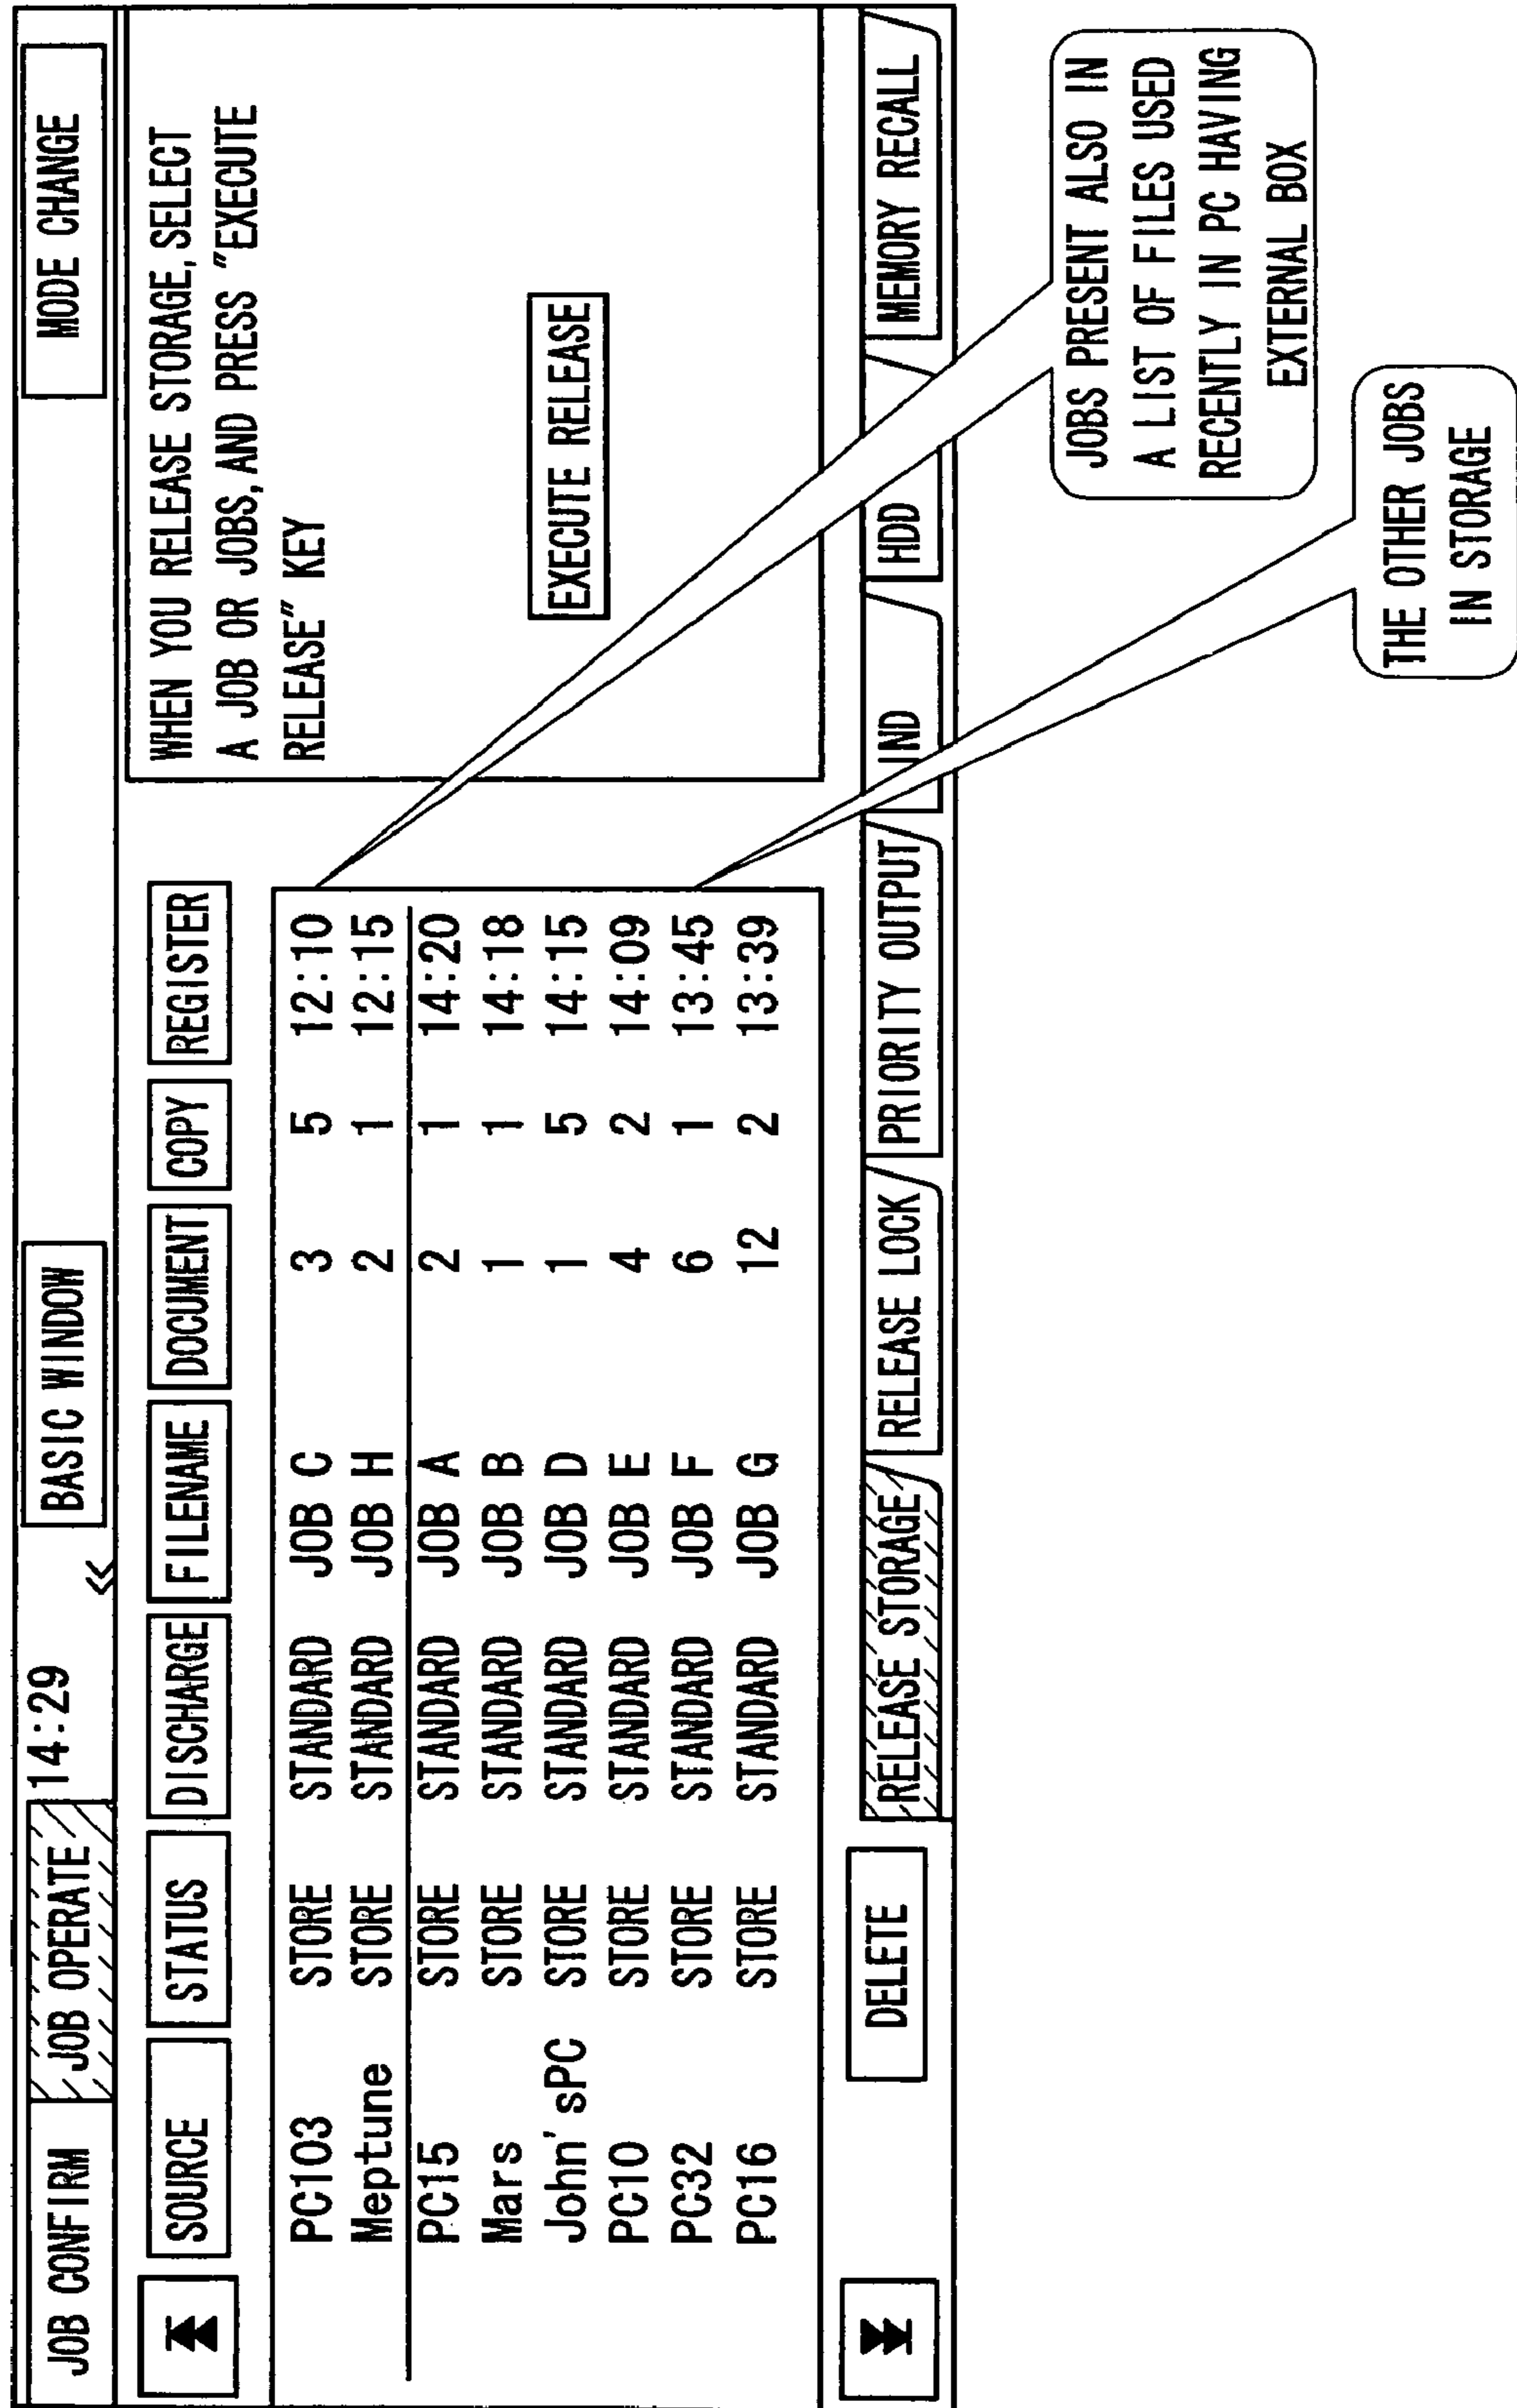 JOB CONFIRM JOB OPERATE 14:29 BASIC WINDOW MODE CHANGE
SOURCE STATUS DISCHARGE FILENAME DOCUMENT COPY REGISTER
PC103 STORE STANDARD JOB C 3 5 12:10
Meptune STORE STANDARD JOB H 2 1 12:15
PC15 STORE STANDARD JOB A 2 1 14:20
Mars STORE STANDARD JOB B 1 1 14:18
John'sPC STORE STANDARD JOB D 1 5 14:15
PC10 STORE STANDARD JOB E 4 2 14:09
PC32 STORE STANDARD JOB F 6 1 13:45
PC16 STORE STANDARD JOB G 12 2 13:39
WHEN YOU RELEASE STORAGE, SELECT
A JOB OR JOBS, AND PRESS "EXECUTE
RELEASE" KEY
EXECUTE RELEASE
DELETE RELEASE STORAGE RELEASE LOCK PRIORITY OUTPUT IND HDD MEMORY RECALL
JOBS PRESENT ALSO IN
A LIST OF FILES USED
RECENTLY IN PC HAVING
EXTERNAL BOX
THE OTHER JOBS
IN STORAGE